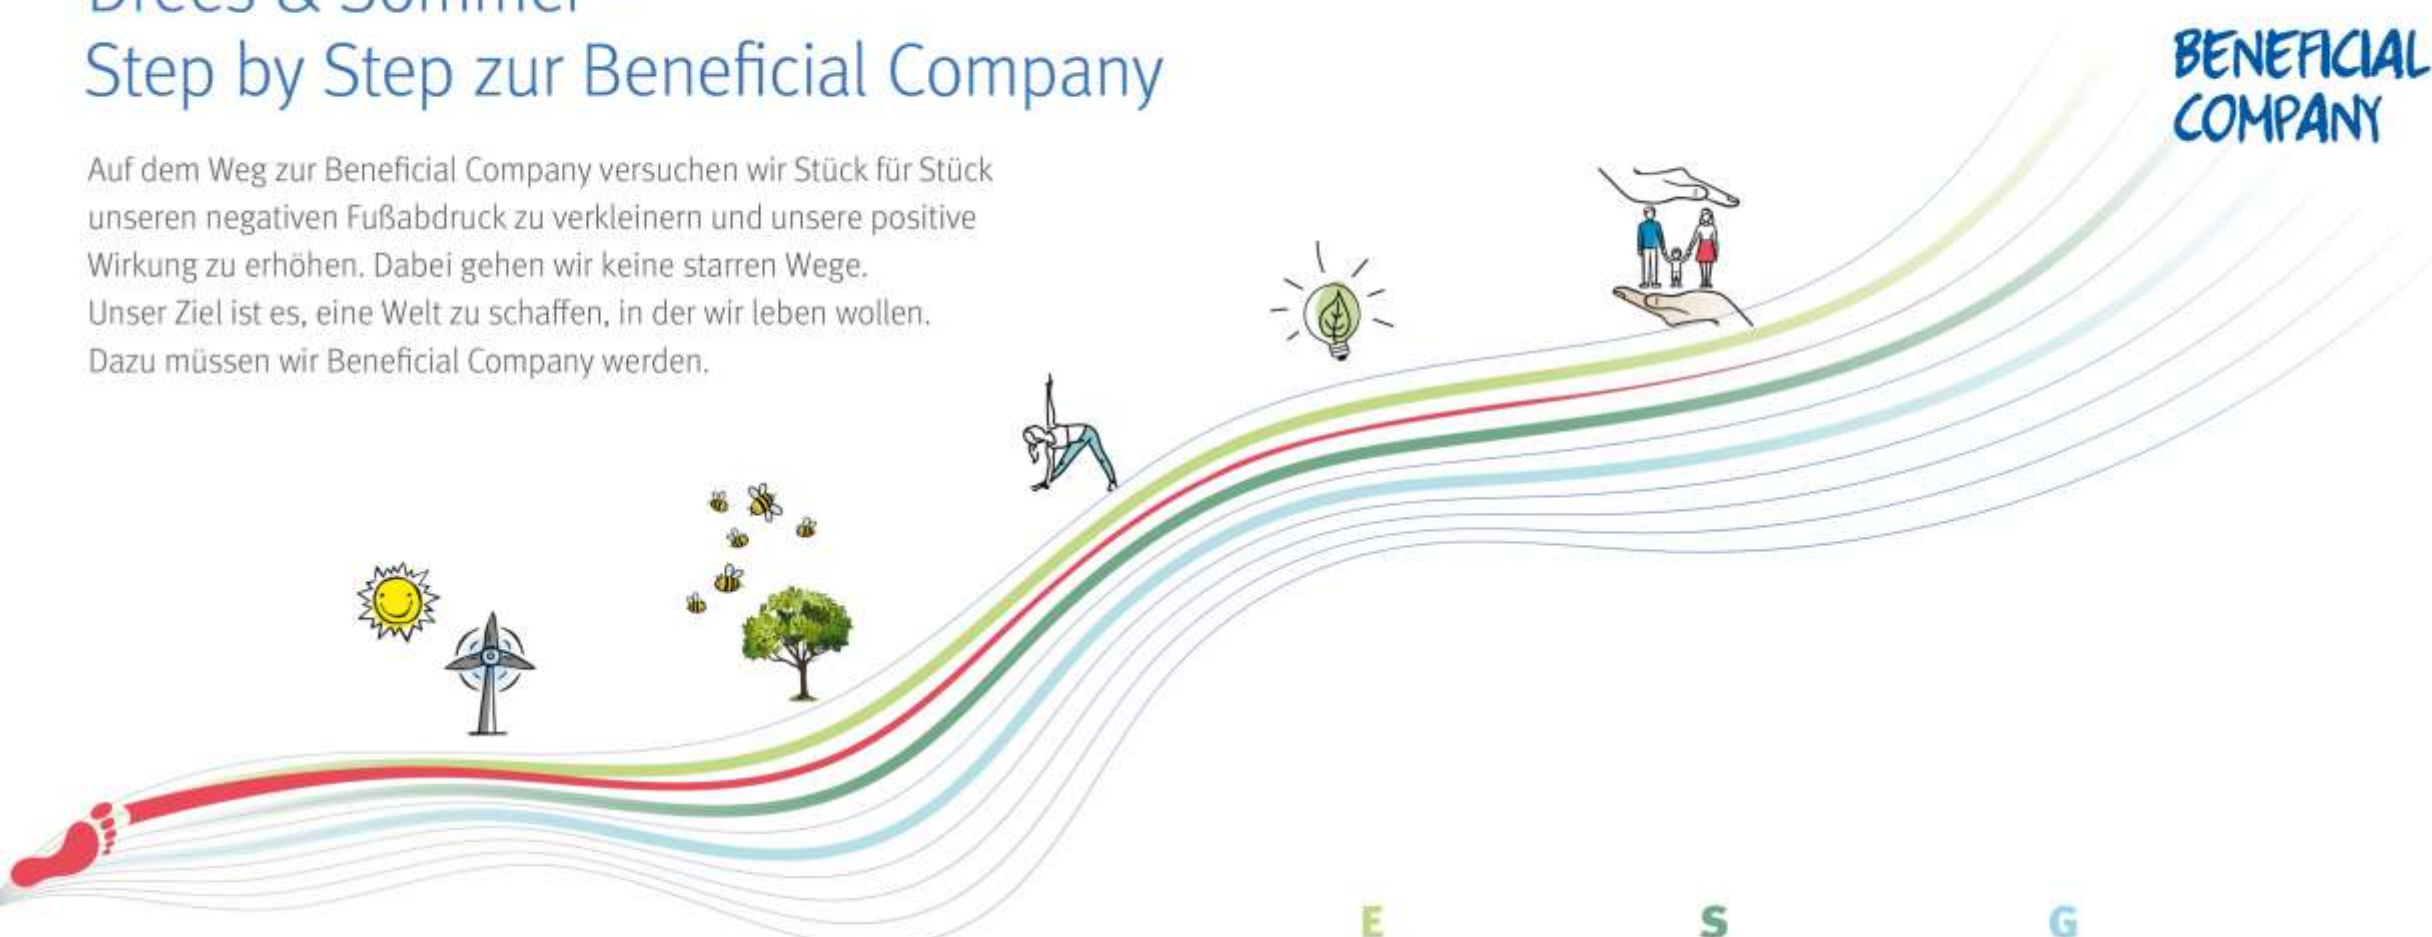 Drees & Sommer
Step by Step zur Beneficial Company
Auf dem Weg zur Beneficial Company versuchen wir Stück für Stück
unseren negativen Fußabdruck zu verkleinern und unsere positive
Wirkung zu erhöhen. Dabei gehen wir keine starren Wege.
Unser Ziel ist es, eine Welt zu schaffen, in der wir leben wollen.
Dazu müssen wir Beneficial Company werden.
BENEFICIAL
COMPANY
E S G